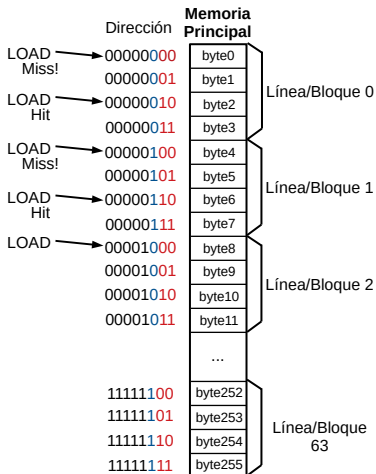 Dirección
Memoria
Principal
LOAD
Miss!
00000000
byte0
00000001
byte1
LOAD
Hit
00000010
byte2
00000011
byte3
Línea/Bloque 0
LOAD
Miss!
00000100
byte4
00000101
byte5
LOAD
Hit
00000110
byte6
00000111
byte7
Línea/Bloque 1
LOAD
00001000
byte8
00001001
byte9
00001010
byte10
00001011
byte11
Línea/Bloque 2
...
11111100
byte252
11111101
byte253
11111110
byte254
11111111
byte255
Línea/Bloque
63